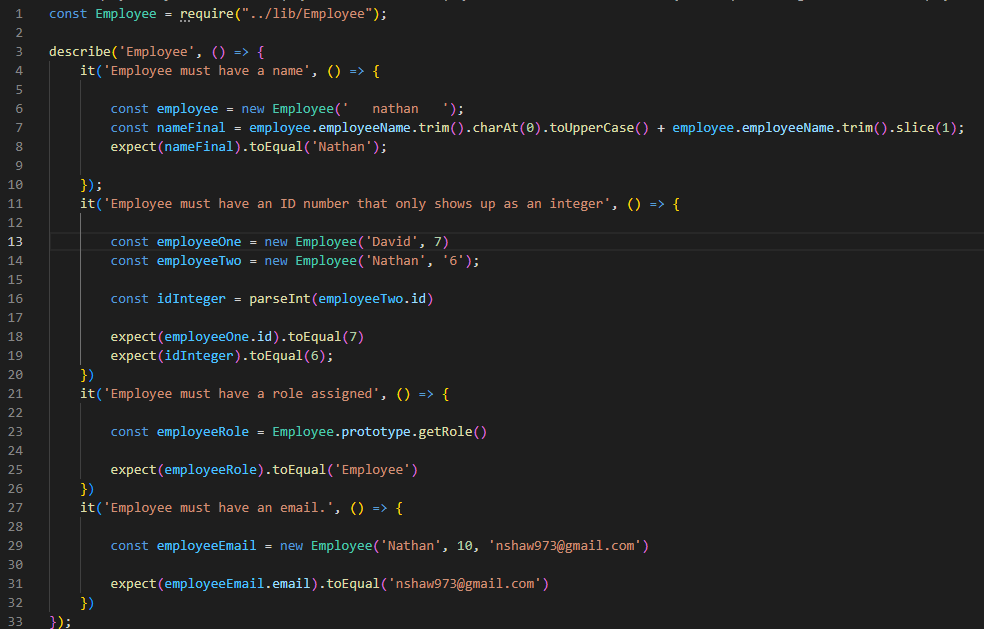 1 const Employee = require("../lib/Employee");
2
3 describe('Employee', () => {
4 it('Employee must have a name', () => {
5
6 const employee = new Employee('   nathan   ');
7 const nameFinal = employee.employeeName.trim().charAt(0).toUpperCase() + employee.employeeName.trim().slice(1);
8 expect(nameFinal).toEqual('Nathan');
9
10 });
11 it('Employee must have an ID number that only shows up as an integer', () => {
12
13 const employeeOne = new Employee('David', 7)
14 const employeeTwo = new Employee('Nathan', '6');
15
16 const idInteger = parseInt(employeeTwo.id)
17
18 expect(employeeOne.id).toEqual(7)
19 expect(idInteger).toEqual(6);
20 })
21 it('Employee must have a role assigned', () => {
22
23 const employeeRole = Employee.prototype.getRole()
24
25 expect(employeeRole).toEqual('Employee')
26 })
27 it('Employee must have an email.', () => {
28
29 const employeeEmail = new Employee('Nathan', 10, 'nshaw973@gmail.com')
30
31 expect(employeeEmail.email).toEqual('nshaw973@gmail.com')
32 })
33 });